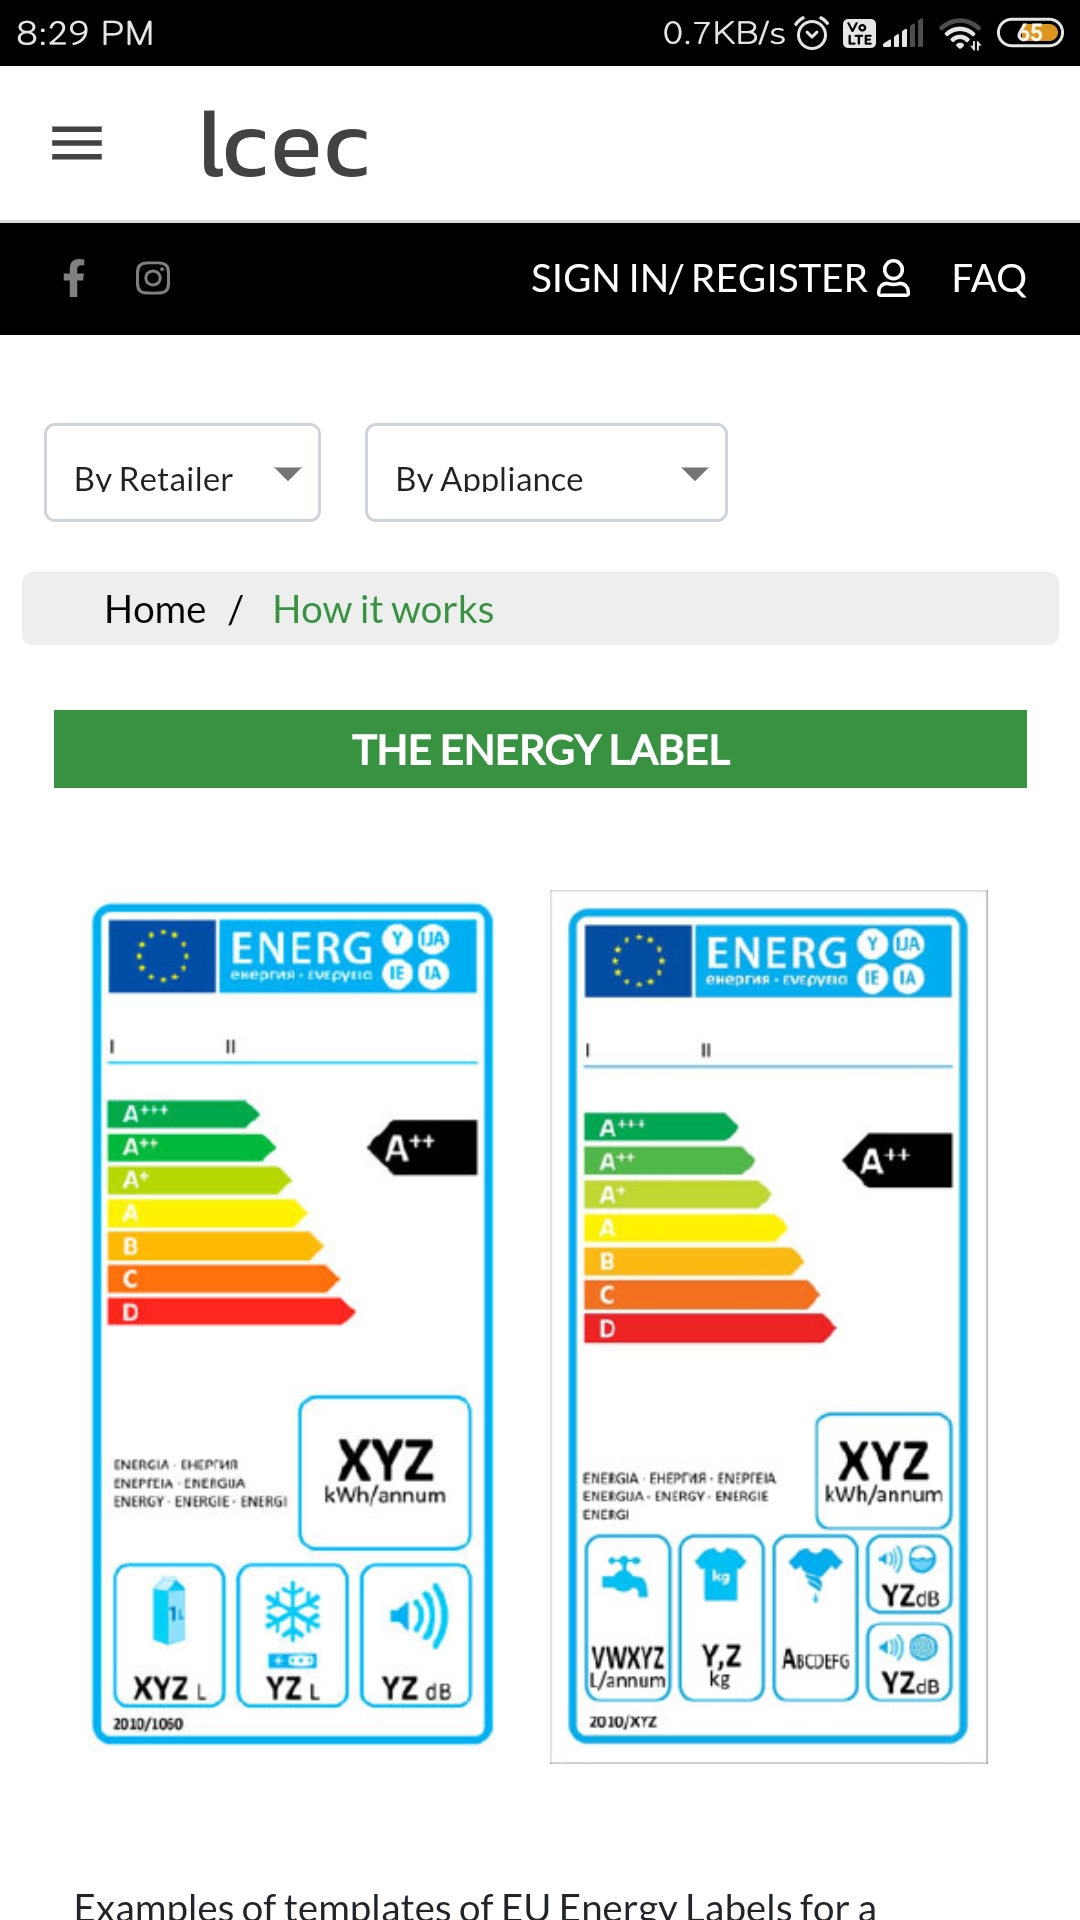 8:29 PM
0.7KB/s
Vo LTE
65
lcec
SIGN IN/ REGISTER
FAQ
By Retailer
By Appliance
Home / How it works
THE ENERGY LABEL
ENERG Y IJA
енергия · ενεργεια IE IA
I II
A+++
A++
A++
A+
A
B
C
D
XYZ
kWh/annum
ENERGIA · ЕНЕРГИЯ
ΕΝΕΡΓΕΙΑ · ENERGIJA
ENERGY · ENERGIE · ENERGI
1L
XYZ L
YZ L
YZ dB
2010/1060
ENERG Y IJA
енергия · ενεργεια IE IA
I II
A+++
A++
A++
A+
A
B
C
D
XYZ
kWh/annum
ENERGIA · ЕНЕРГИЯ · ΕΝΕΡΓΕΙΑ
ENERGIJA · ENERGY · ENERGIE
ENERGI
kg
VWXYZ
L/annum
Y,Z
kg
ABCDEFG
YZdB
YZdB
2010/XYZ
Examples of templates of EU Energy Labels for a